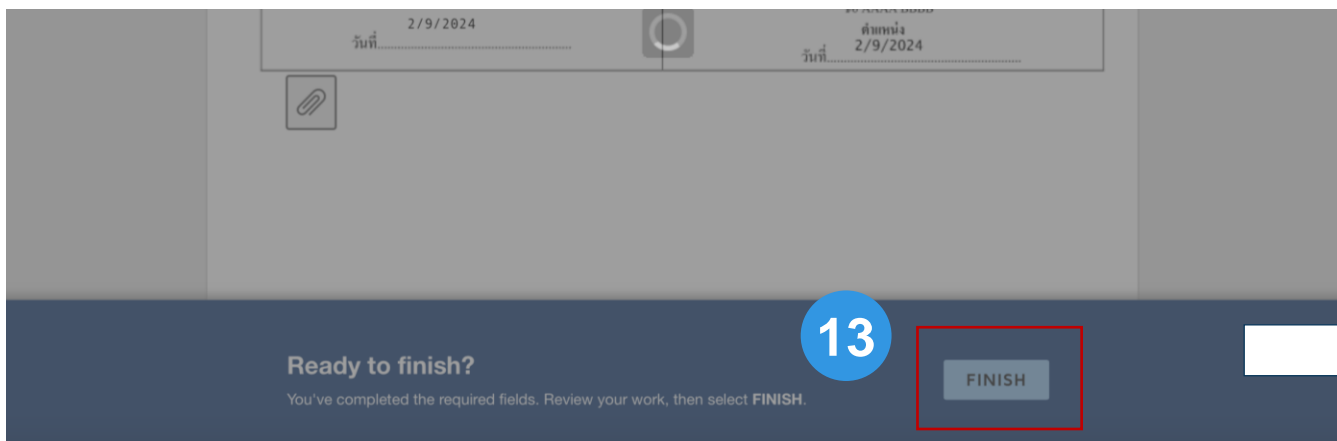 2/9/2024
วันที่
ตำแหน่ง
2/9/2024
วันที่
13
Ready to finish?
FINISH
You've completed the required fields. Review your work, then select FINISH.